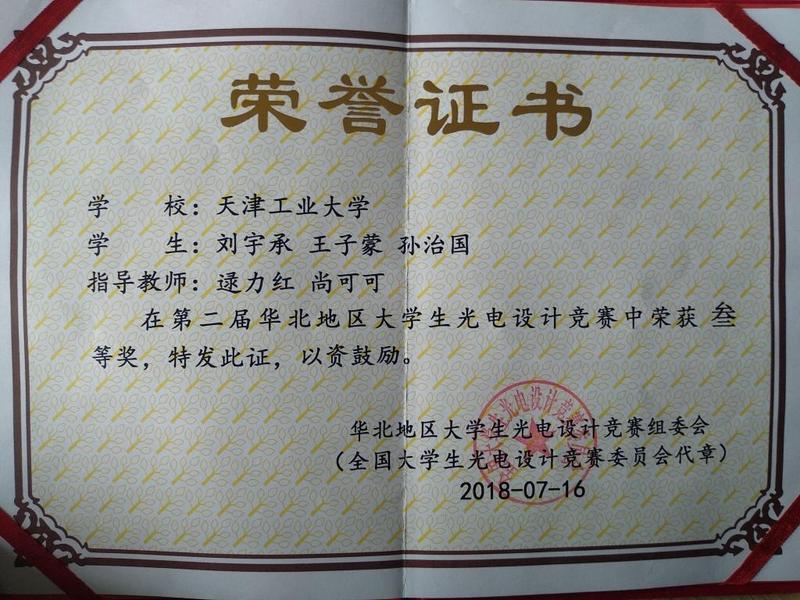 荣誉证书
学 校：天津工业大学
学 生：刘宇承 王子蒙 孙治国
指导教师：逯力红 尚可可
在第二届华北地区大学生光电设计竞赛中荣获 叁
等奖，特发此证，以资鼓励。
华北地区大学生光电设计竞赛组委会
（全国大学生光电设计竞赛委员会代章）
2018-07-16